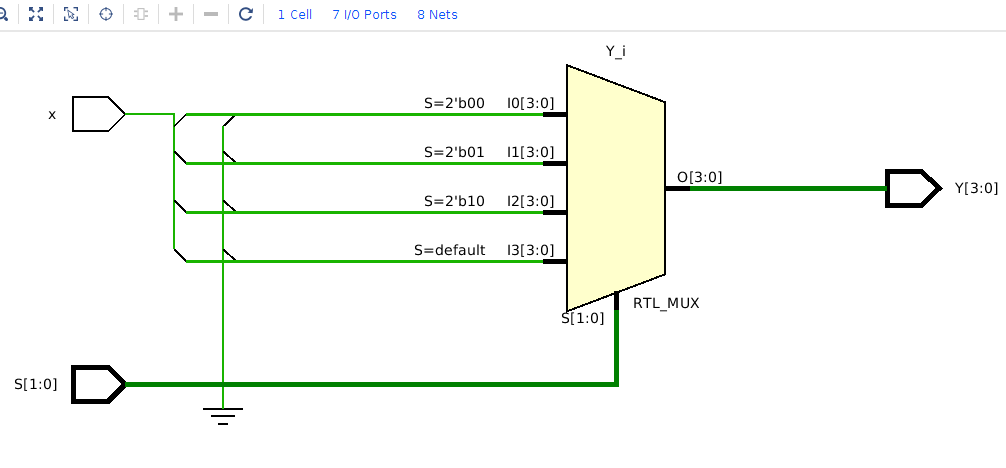 1 Cell 7 I/O Ports 8 Nets
Y_i
x
S=2'b00 I0[3:0]
S=2'b01 I1[3:0]
O[3:0]
Y[3:0]
S=2'b10 I2[3:0]
S=default I3[3:0]
RTL_MUX
S[1:0]
S[1:0]